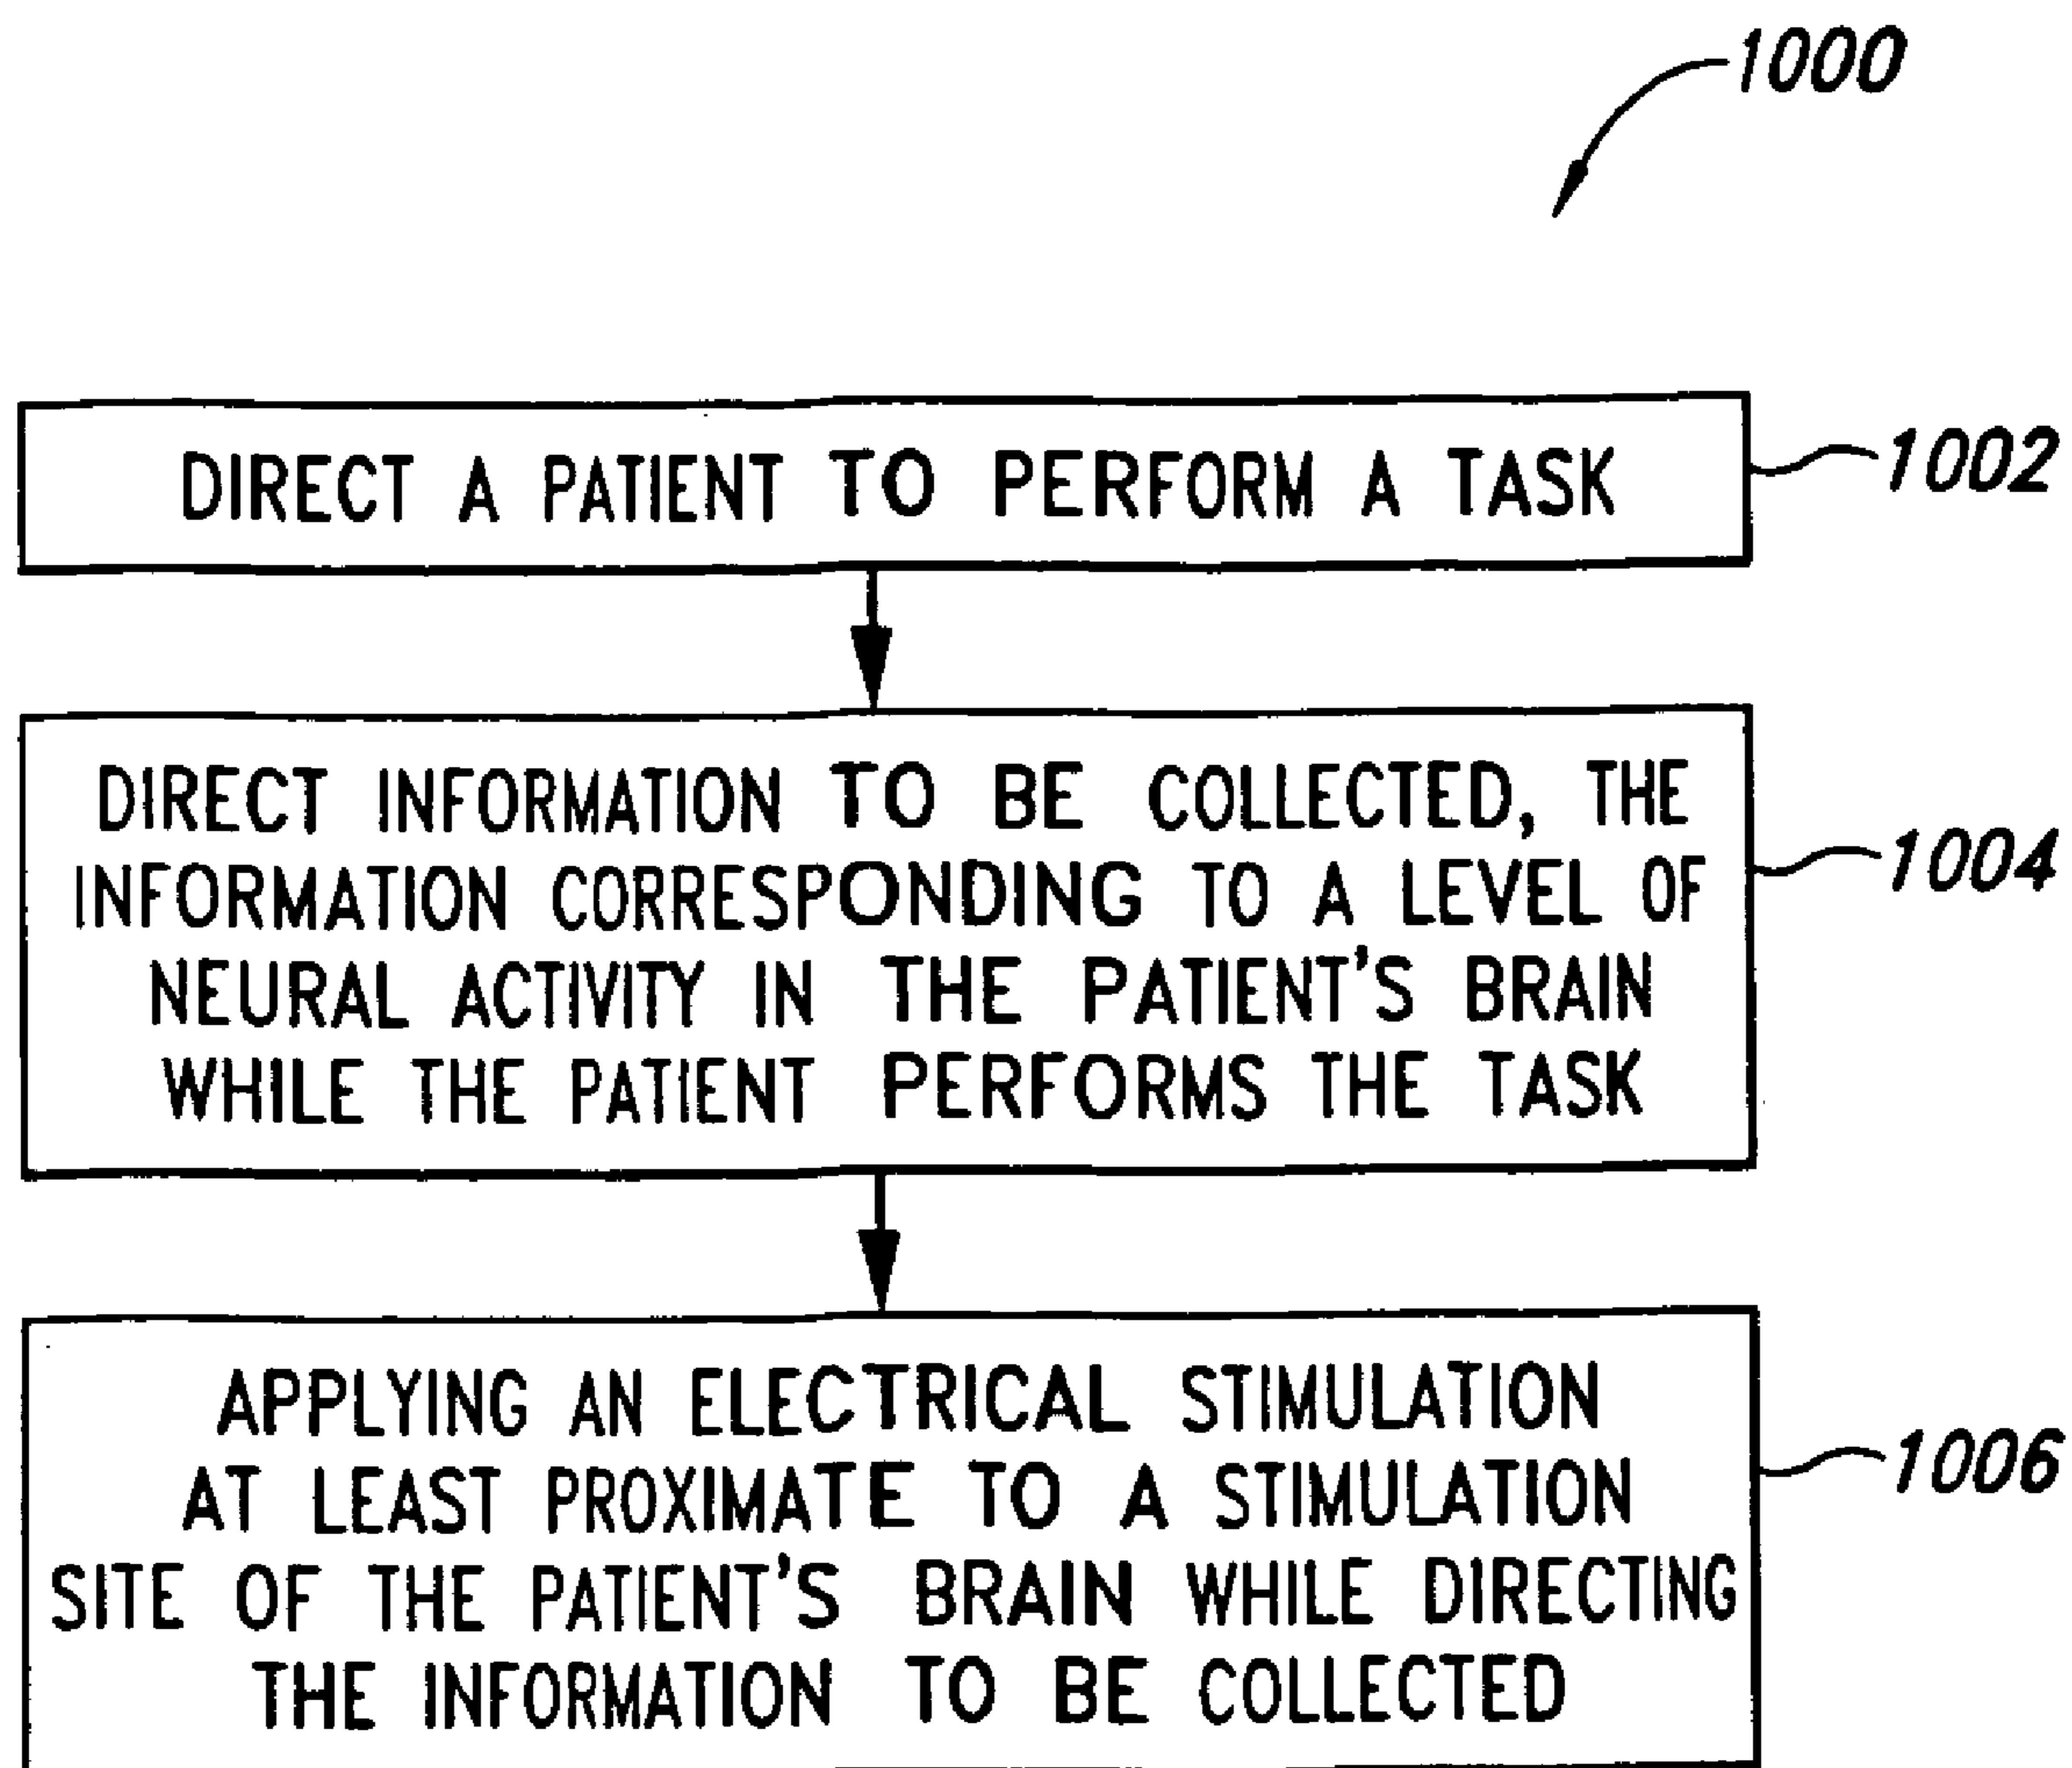 1000
DIRECT A PATIENT TO PERFORM A TASK
1002
DIRECT INFORMATION TO BE COLLECTED, THE
INFORMATION CORRESPONDING TO A LEVEL OF
NEURAL ACTIVITY IN THE PATIENT'S BRAIN
WHILE THE PATIENT PERFORMS THE TASK
1004
APPLYING AN ELECTRICAL STIMULATION
AT LEAST PROXIMATE TO A STIMULATION
SITE OF THE PATIENT'S BRAIN WHILE DIRECTING
THE INFORMATION TO BE COLLECTED
1006